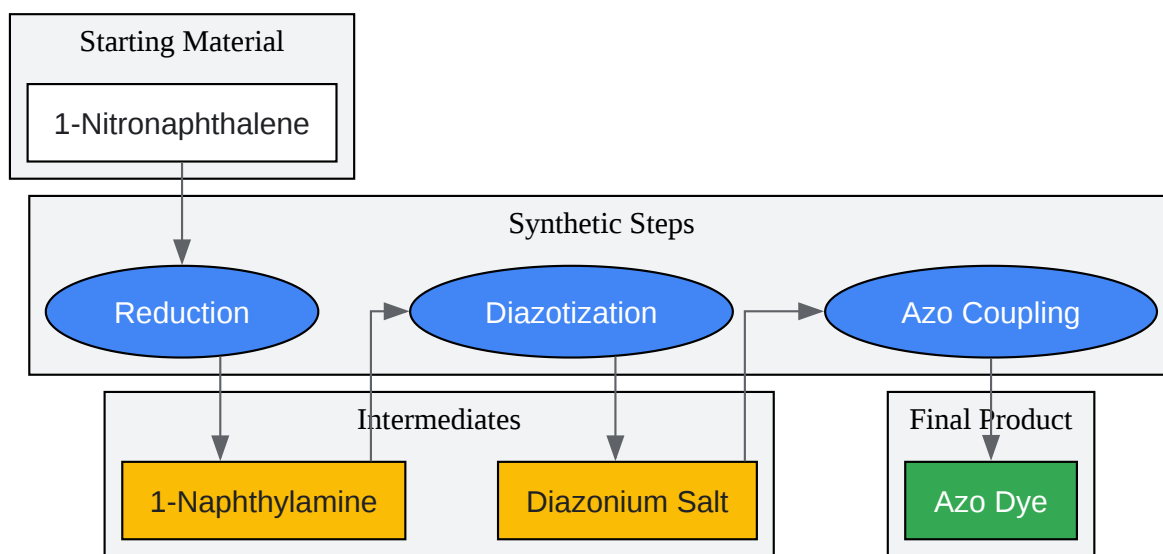 Starting Material
1-Nitronaphthalene
Synthetic Steps
Reduction
Diazotization
Azo Coupling
Intermediates
Final Product
1-Naphthylamine
Diazonium Salt
Azo Dye